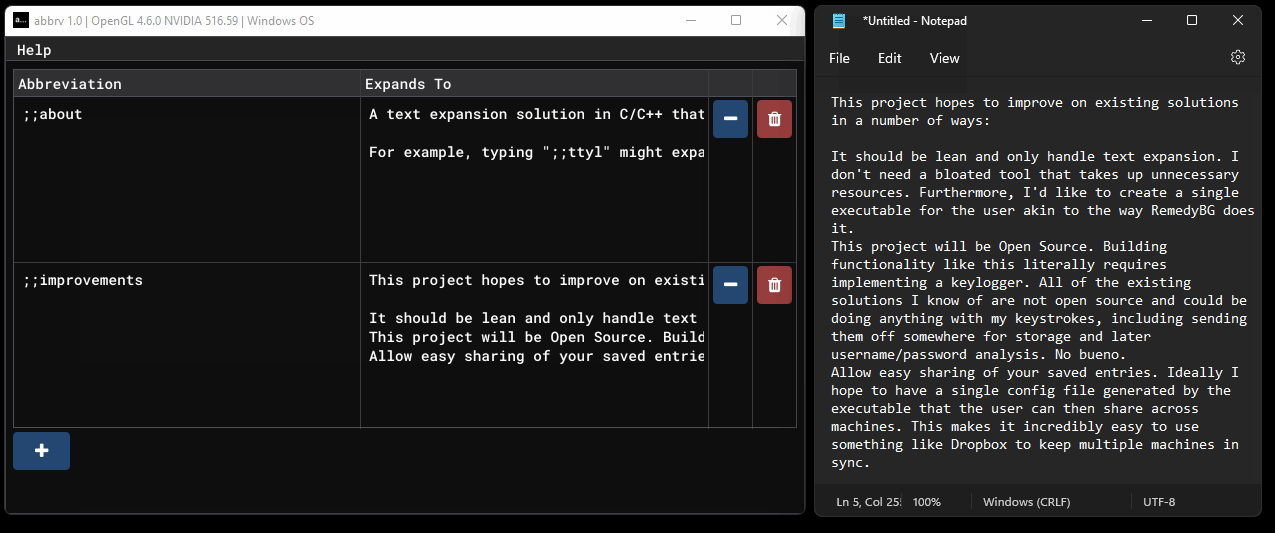 a...
abbrv 1.0 | OpenGL 4.6.0 NVIDIA 516.59 | Windows OS
Help
Abbreviation
Expands To
;;about
A text expansion solution in C/C++ that
For example, typing ";;ttyl" might expa
;;improvements
This project hopes to improve on existi
It should be lean and only handle text
This project will be Open Source. Build
Allow easy sharing of your saved entrie
*Untitled - Notepad
File Edit View
This project hopes to improve on existing solutions
in a number of ways:
It should be lean and only handle text expansion. I
don't need a bloated tool that takes up unnecessary
resources. Furthermore, I'd like to create a single
executable for the user akin to the way RemedyBG does
it.
This project will be Open Source. Building
functionality like this literally requires
implementing a keylogger. All of the existing
solutions I know of are not open source and could be
doing anything with my keystrokes, including sending
them off somewhere for storage and later
username/password analysis. No bueno.
Allow easy sharing of your saved entries. Ideally I
hope to have a single config file generated by the
executable that the user can then share across
machines. This makes it incredibly easy to use
something like Dropbox to keep multiple machines in
sync.
Ln 5, Col 25 100% Windows (CRLF) UTF-8